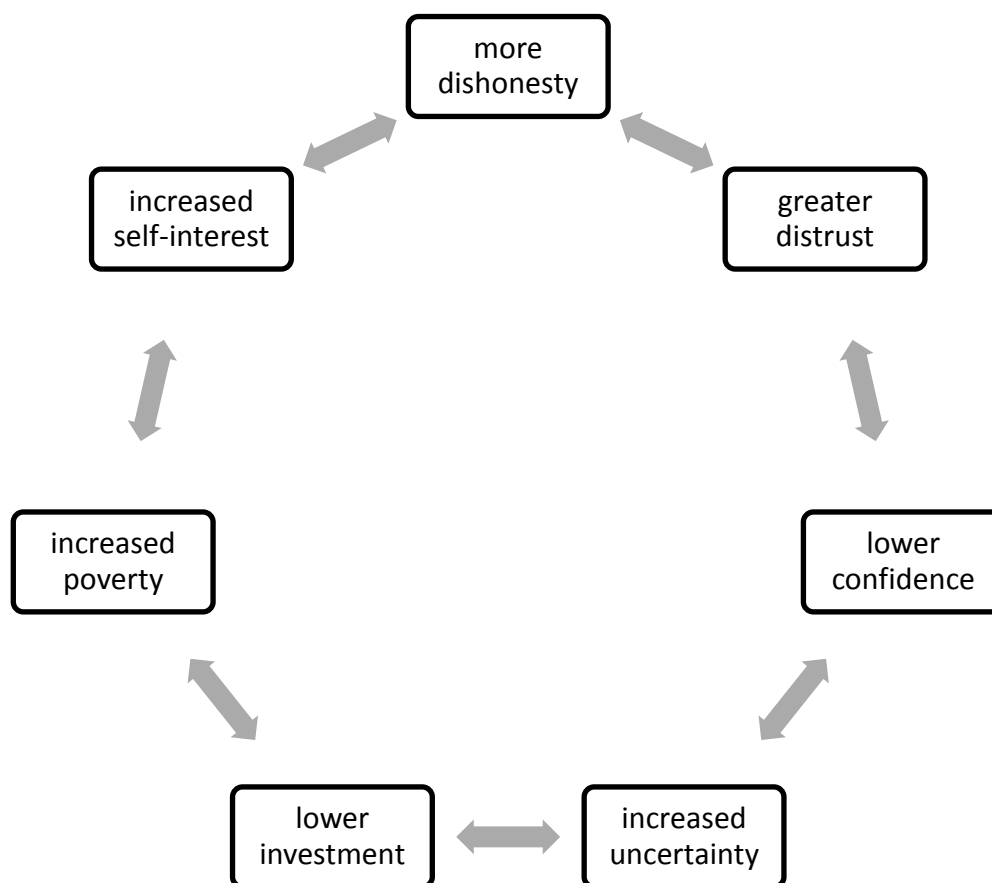 more
dishonesty
increased
self-interest
greater
distrust
increased
poverty
lower
confidence
lower
investment
increased
uncertainty